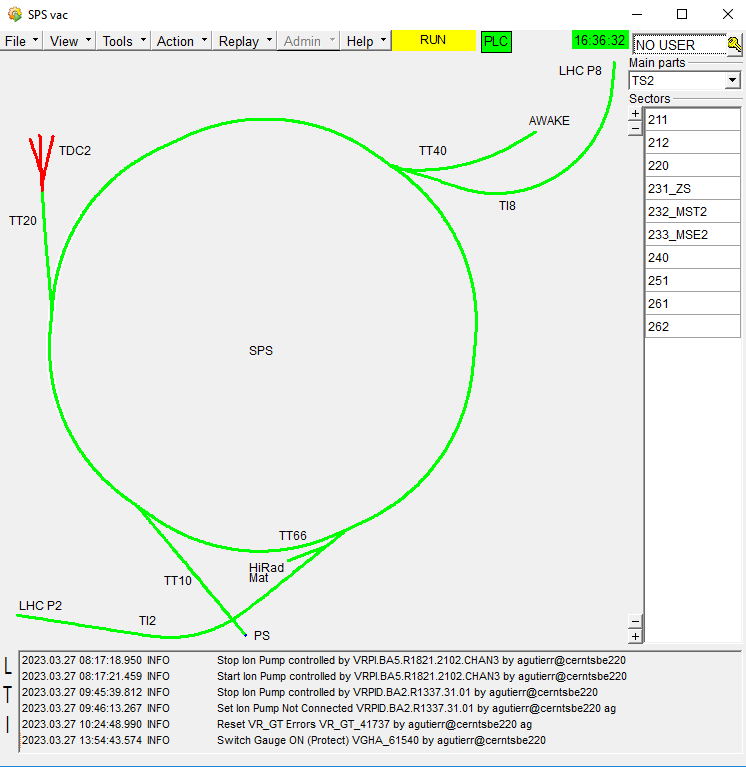 SPS vac
File View Tools Action Replay Admin Help RUN PLC 16:36:32 NO USER
Main parts
TS2
Sectors
+
−
211
212
220
231_ZS
232_MST2
233_MSE2
240
251
261
262
−
+
LHC P8
AWAKE
TT40
TDC2
TI8
TT20
SPS
TT66
HiRad
Mat
TT10
LHC P2
TI2
PS
2023.03.27 08:17:18.950 INFO Stop Ion Pump controlled by VRPI.BA5.R1821.2102.CHAN3 by agutierr@cerntsbe220
2023.03.27 08:17:21.459 INFO Start Ion Pump controlled by VRPI.BA5.R1821.2102.CHAN3 by agutierr@cerntsbe220
2023.03.27 09:45:39.812 INFO Stop Ion Pump controlled by VRPID.BA2.R1337.31.01 by agutierr@cerntsbe220
2023.03.27 09:46:13.267 INFO Set Ion Pump Not Connected VRPID.BA2.R1337.31.01 by agutierr@cerntsbe220 ag
2023.03.27 10:24:48.990 INFO Reset VR_GT Errors VR_GT_41737 by agutierr@cerntsbe220 ag
2023.03.27 13:54:43.574 INFO Switch Gauge ON (Protect) VGHA_61540 by agutierr@cerntsbe220